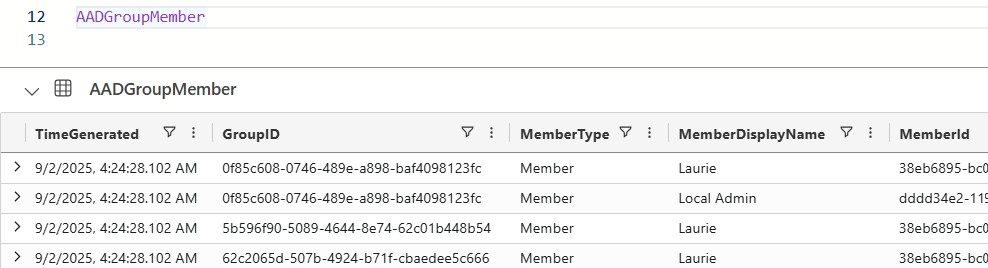 12 AADGroupMember
13
AADGroupMember
TimeGenerated GroupID MemberType MemberDisplayName MemberId
9/2/2025, 4:24:28.102 AM 0f85c608-0746-489e-a898-baf4098123fc Member Laurie 38eb6895-bc0
9/2/2025, 4:24:28.102 AM 0f85c608-0746-489e-a898-baf4098123fc Member Local Admin dddd34e2-119
9/2/2025, 4:24:28.102 AM 5b596f90-5089-4644-8e74-62c01b448b54 Member Laurie 38eb6895-bc0
9/2/2025, 4:24:28.102 AM 62c2065d-507b-4924-b71f-cbaedee5c666 Member Laurie 38eb6895-bc0